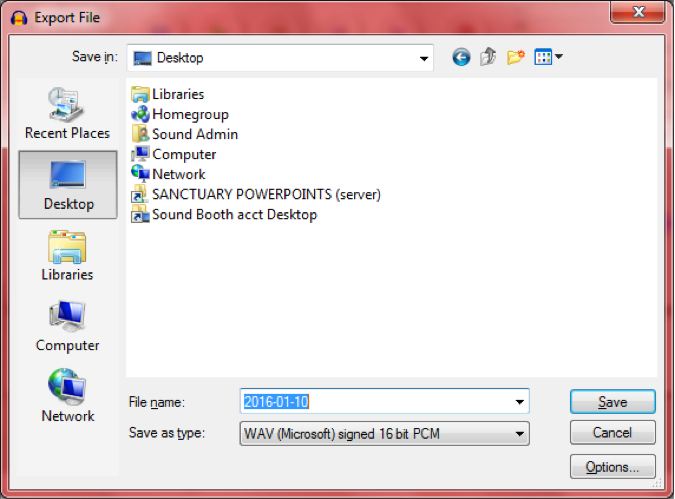 Export File
Save in: Desktop
Recent Places
Desktop
Libraries
Computer
Network
Libraries
Homegroup
Sound Admin
Computer
Network
SANCTUARY POWERPOINTS (server)
Sound Booth acct Desktop
File name: 2016-01-10 Save
Save as type: WAV (Microsoft) signed 16 bit PCM Cancel
Options...